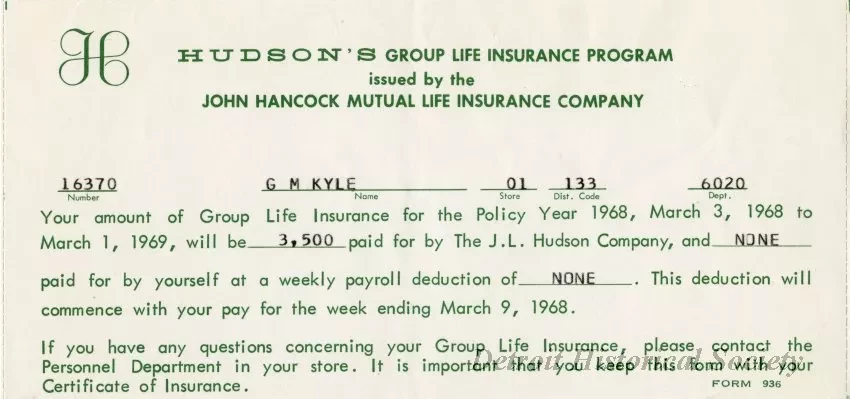 H
HUDSON'S GROUP LIFE INSURANCE PROGRAM
issued by the
JOHN HANCOCK MUTUAL LIFE INSURANCE COMPANY
16370 G M KYLE 01 133 6020
Number Name Store Dist. Code Dept.
Your amount of Group Life Insurance for the Policy Year 1968, March 3, 1968 to
March 1, 1969, will be 3,500 paid for by The J.L. Hudson Company, and NONE
paid for by yourself at a weekly payroll deduction of NONE . This deduction will
commence with your pay for the week ending March 9, 1968.
If you have any questions concerning your Group Life Insurance, please contact the
Detroit Historical Society
Personnel Department in your store. It is important that you keep this form with your
Certificate of Insurance. FORM 936